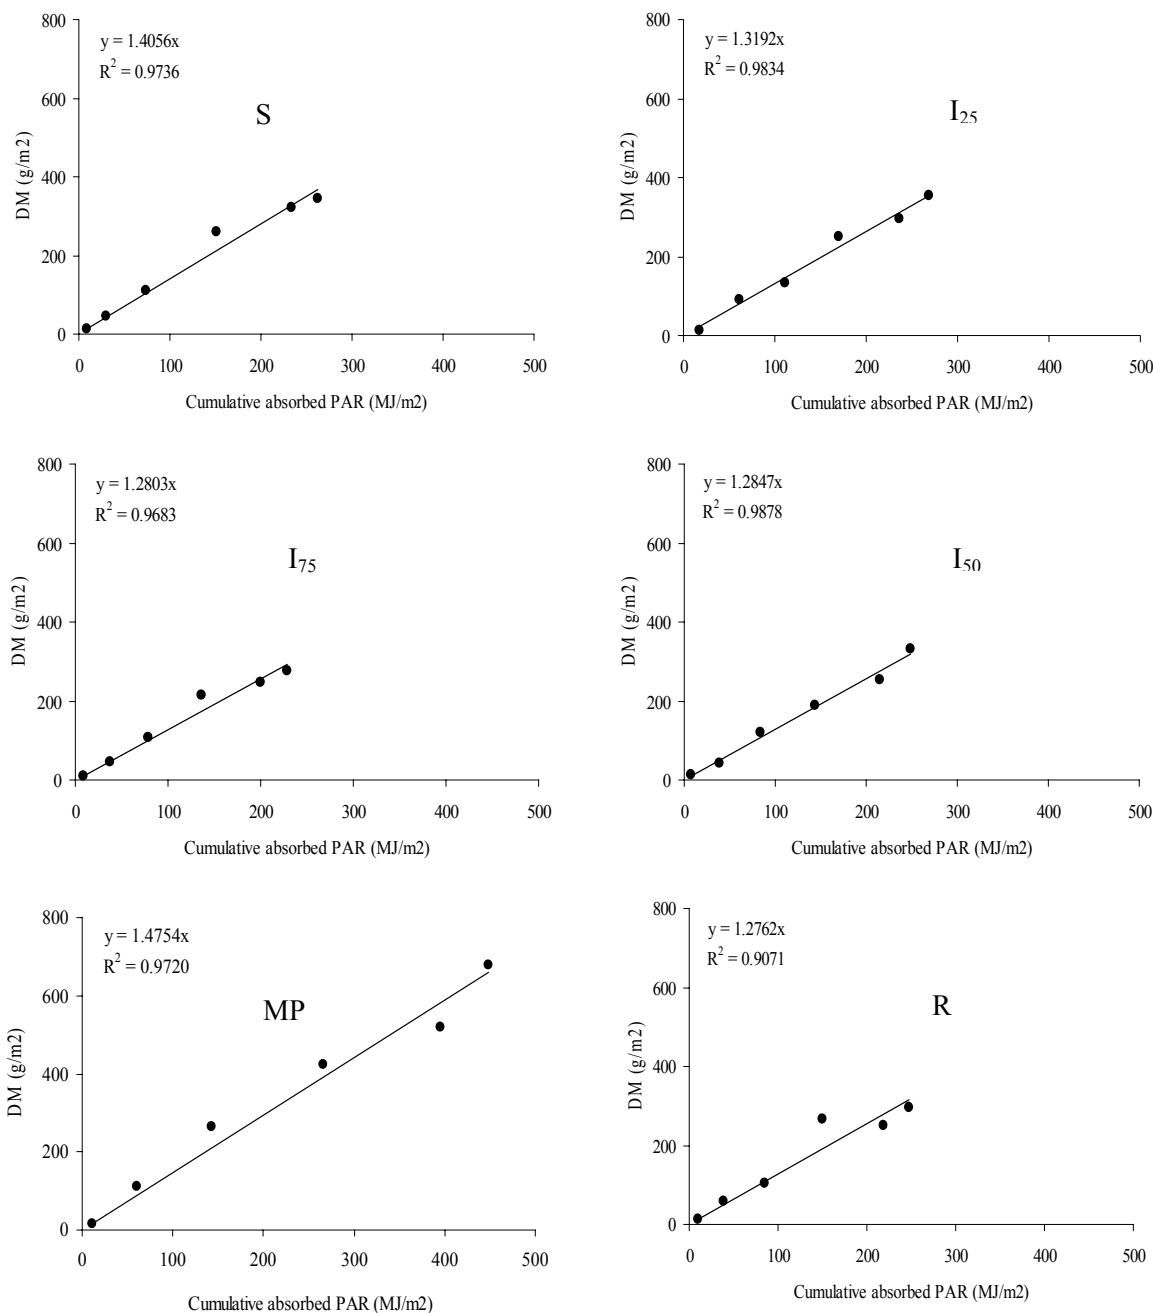 800
y = 1.4056x
R² = 0.9736
S
600
400
200
0
DM (g/m2)
0 100 200 300 400 500
Cumulative absorbed PAR (MJ/m2)
800
y = 1.3192x
R² = 0.9834
I₂₅
600
400
200
0
DM (g/m2)
0 100 200 300 400 500
Cumulative absorbed PAR (MJ/m2)
800
y = 1.2803x
R² = 0.9683
I₇₅
600
400
200
0
DM (g/m2)
0 100 200 300 400 500
Cumulative absorbed PAR (MJ/m2)
800
y = 1.2847x
R² = 0.9878
I₅₀
600
400
200
0
DM (g/m2)
0 100 200 300 400 500
Cumulative absorbed PAR (MJ/m2)
800
y = 1.4754x
R² = 0.9720
MP
600
400
200
0
DM (g/m2)
0 100 200 300 400 500
Cumulative absorbed PAR (MJ/m2)
800
y = 1.2762x
R² = 0.9071
R
600
400
200
0
DM (g/m2)
0 100 200 300 400 500
Cumulative absorbed PAR (MJ/m2)